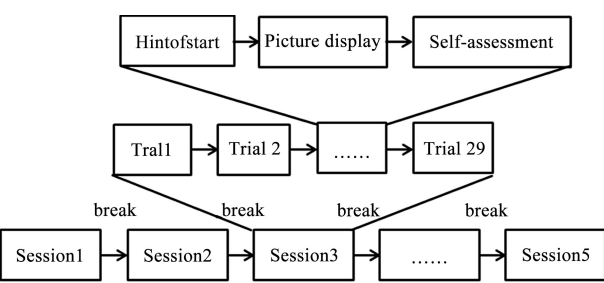 Hintofstart
Picture display
Self-assessment
Tral1
Trial 2
......
Trial 29
break
break
break
break
Session1
Session2
Session3
......
Session5